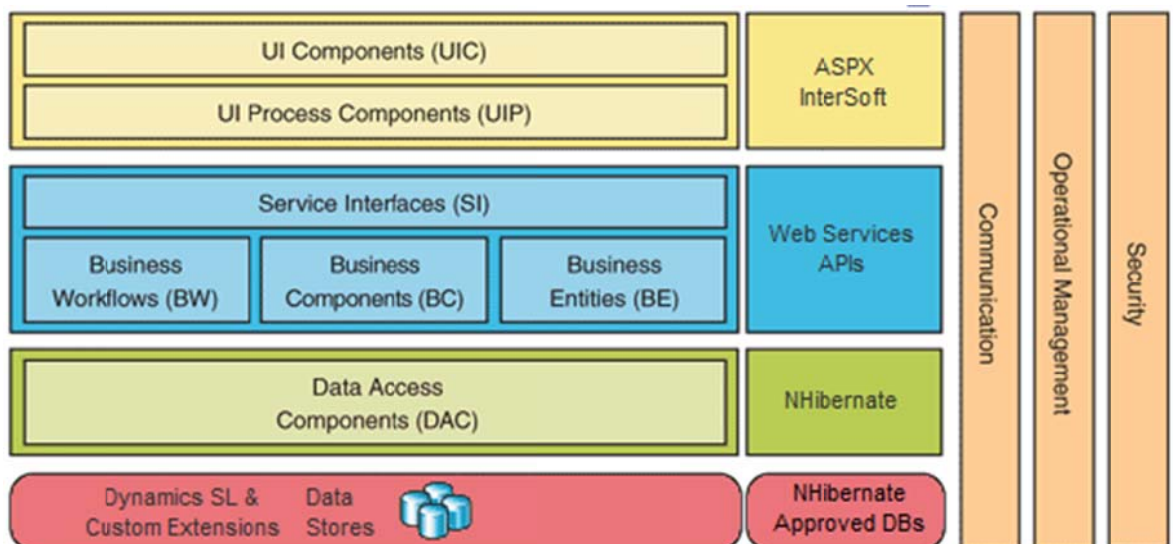 UI Components (UIC)
UI Process Components (UIP)
ASPX
InterSoft
Service Interfaces (SI)
Business
Workflows (BW)
Business
Components (BC)
Business
Entities (BE)
Web Services
APIs
Data Access
Components (DAC)
NHibernate
Dynamics SL &
Custom Extensions
Data
Stores
NHibernate
Approved DBs
Communication
Operational Management
Security